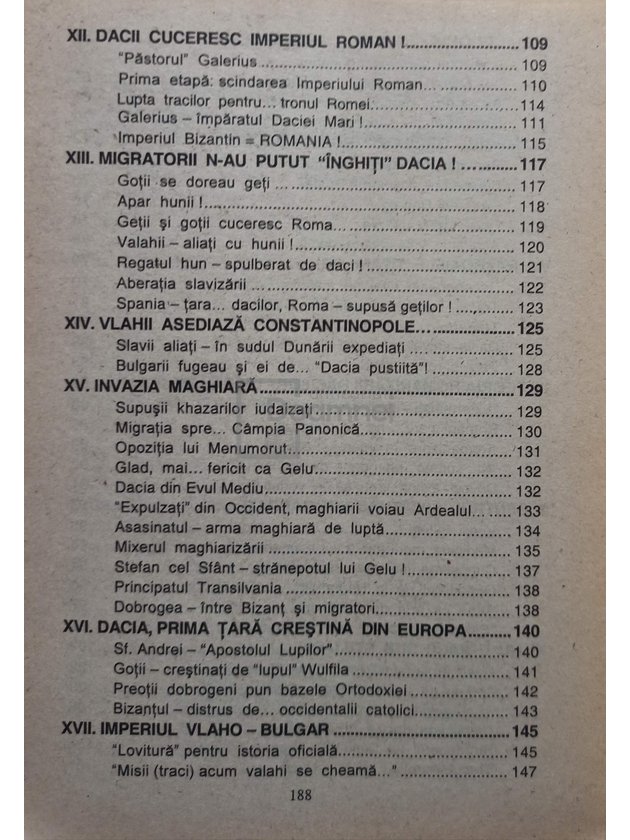 XII. DACII CUCERESC IMPERIUL ROMAN !..................... 109
"Păstorul" Galerius ............................................. 109
Prima etapă: scindarea Imperiului Roman... ................ 110
Lupta tracilor pentru... tronul Romei......................... 114
Galerius – împăratul Daciei Mari !............................ 111
Imperiul Bizantin = ROMANIA !............................... 115
XIII. MIGRATORII N-AU PUTUT "ÎNGHIȚI" DACIA ! ............ 117
Goții se doreau geți ............................................ 117
Apar hunii !........................................................ 118
Geții și goții cuceresc Roma................................... 119
Valahii – aliați cu hunii !....................................... 120
Regatul hun – spulberat de daci !............................ 121
Aberația slavizării ............................................... 122
Spania – țara... dacilor, Roma – supusă geților ! ......... 123
XIV. VLAHII ASEDIAZĂ CONSTANTINOPOLE.................. 125
Slavii aliați – în sudul Dunării expediați ..................... 125
Bulgarii fugeau și ei de... "Dacia pustiită"!................. 128
XV. INVAZIA MAGHIARĂ.......................................... 129
Supușii khazarilor iudaizați.................................... 129
Migrația spre... Câmpia Panonică............................ 130
Opoziția lui Menumorut........................................ 131
Glad, mai... fericit ca Gelu.................................... 132
Dacia din Evul Mediu........................................... 132
"Expulzați" din Occident, maghiarii voiau Ardealul... ..... 133
Asasinatul – arma maghiară de luptă........................ 134
Mixerul maghiarizării ........................................... 135
Stefan cel Sfânt – strănepotul lui Gelu !.................... 137
Principatul Transilvania ........................................ 138
Dobrogea – între Bizanț și migratori......................... 138
XVI. DACIA, PRIMA ȚARĂ CREȘTINĂ DIN EUROPA.......... 140
Sf. Andrei – "Apostolul Lupilor" ............................... 140
Goții – creștinați de "lupul" Wulfila .......................... 141
Preoții dobrogeni pun bazele Ortodoxiei ................... 142
Bizanțul – distrus de... occidentalii catolici................. 143
XVII. IMPERIUL VLAHO – BULGAR ............................ 145
"Lovitură" pentru istoria oficială............................... 145
"Misii (traci) acum valahi se cheamă..." ................... 147
188